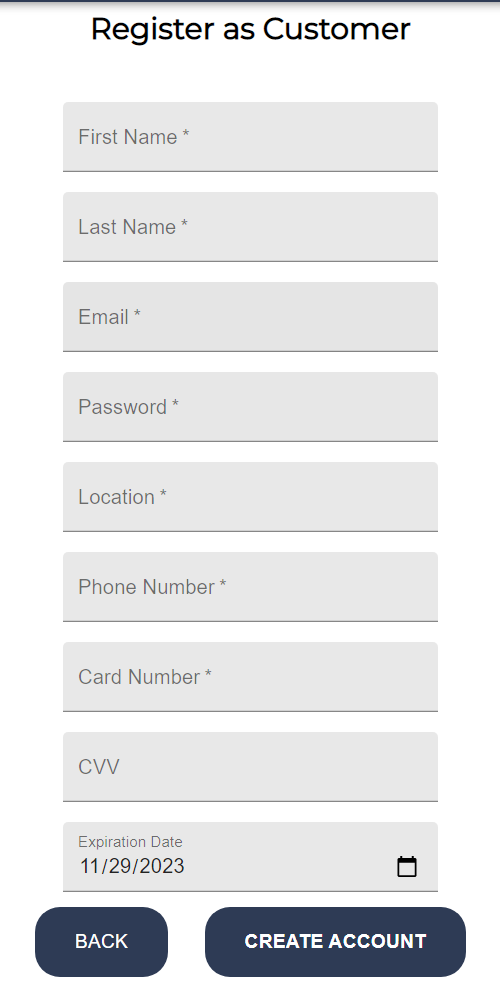 Register as Customer
First Name *
Last Name *
Email *
Password *
Location *
Phone Number *
Card Number *
CVV
Expiration Date
11/29/2023
BACK CREATE ACCOUNT